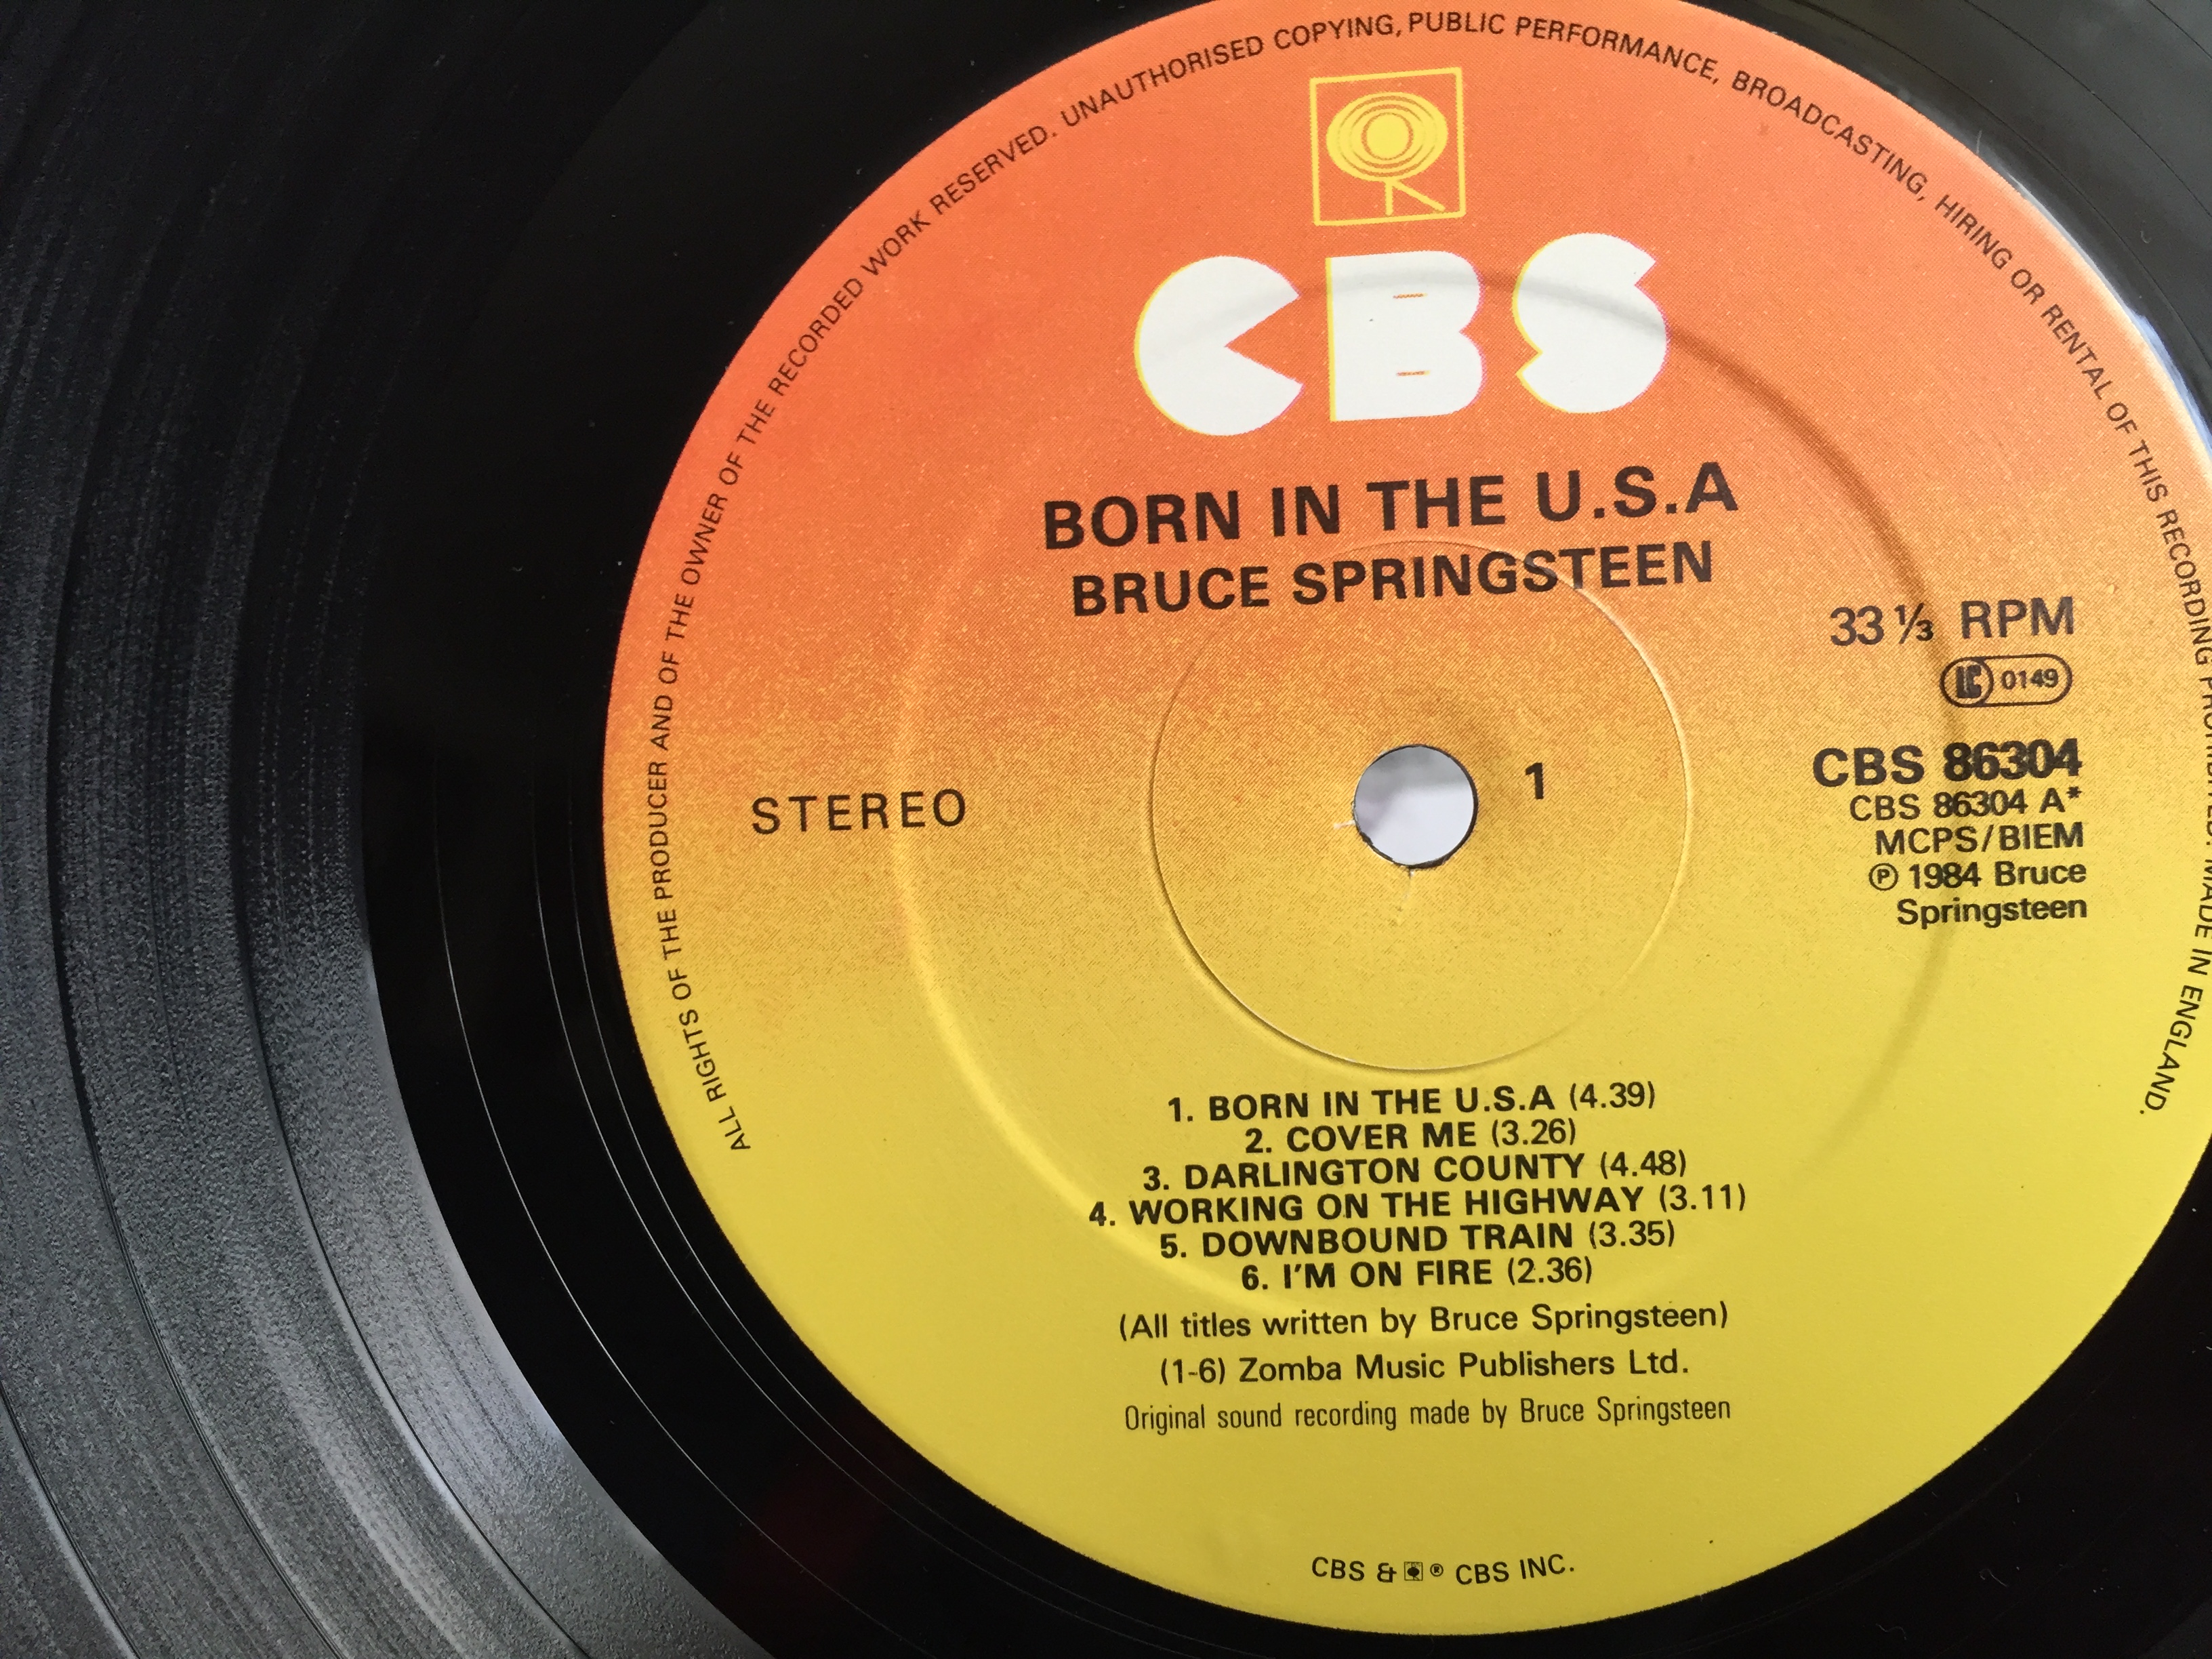 ALL RIGHTS OF THE PRODUCER AND OF THE OWNER OF THE RECORDED WORK RESERVED. UNAUTHORISED COPYING, PUBLIC PERFORMANCE, BROADCASTING, HIRING OR RENTAL OF THIS RECORDING PROHIBITED. MADE IN ENGLAND.
CBS
BORN IN THE U.S.A
BRUCE SPRINGSTEEN
33⅓ RPM
LC 0149
STEREO
1
CBS 86304
CBS 86304 A*
MCPS/BIEM
℗ 1984 Bruce
Springsteen
1. BORN IN THE U.S.A (4.39)
2. COVER ME (3.26)
3. DARLINGTON COUNTY (4.48)
4. WORKING ON THE HIGHWAY (3.11)
5. DOWNBOUND TRAIN (3.35)
6. I'M ON FIRE (2.36)
(All titles written by Bruce Springsteen)
(1-6) Zomba Music Publishers Ltd.
Original sound recording made by Bruce Springsteen
CBS & ® CBS INC.